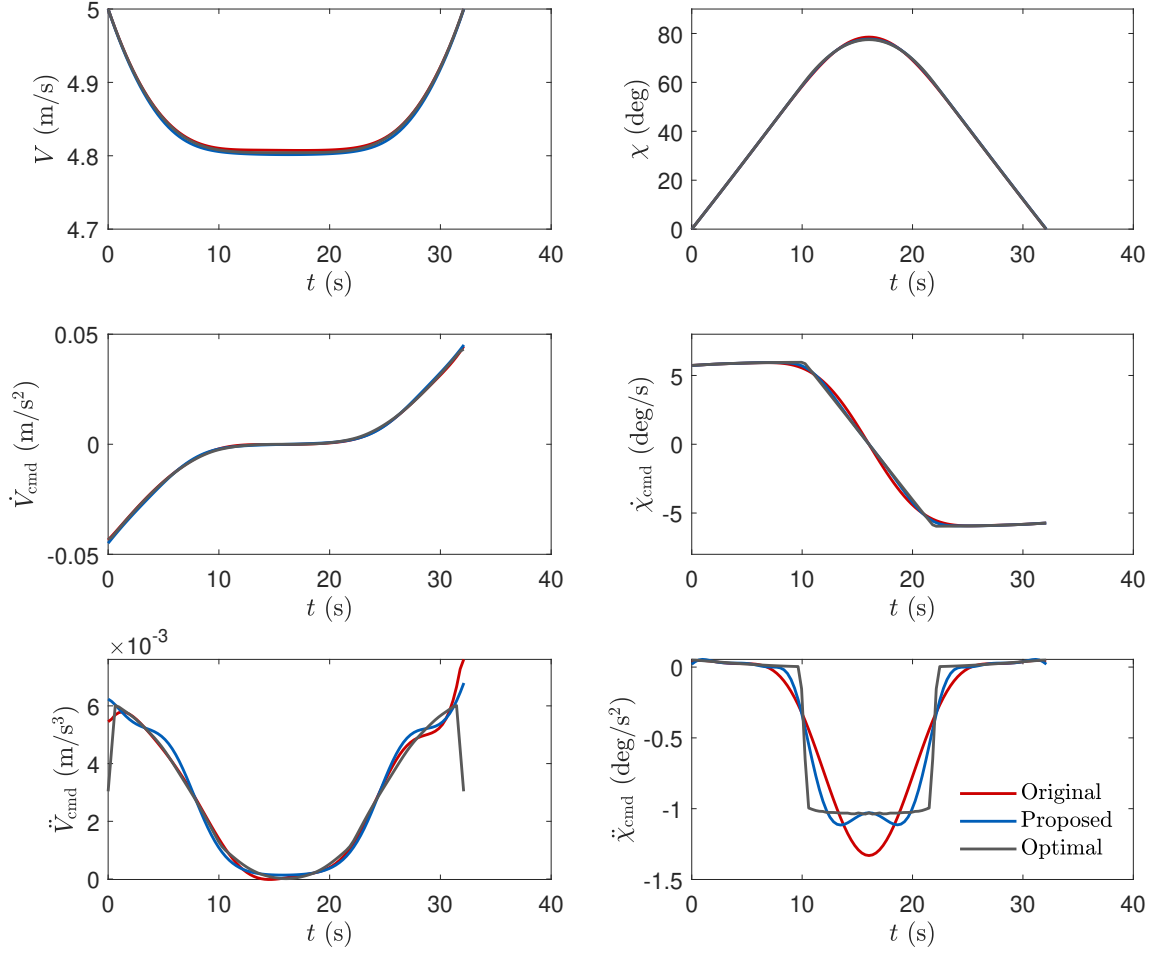 5
4.9
4.8
4.7
V (m/s)
0 10 20 30 40
t (s)
80
60
40
20
0
χ (deg)
0 10 20 30 40
t (s)
0.05
0
-0.05
V̇cmd (m/s²)
0 10 20 30 40
t (s)
5
0
-5
χ̇cmd (deg/s)
0 10 20 30 40
t (s)
×10⁻³
6
4
2
0
V̈cmd (m/s³)
0 10 20 30 40
t (s)
0
-0.5
-1
-1.5
χ̈cmd (deg/s²)
Original
Proposed
Optimal
0 10 20 30 40
t (s)